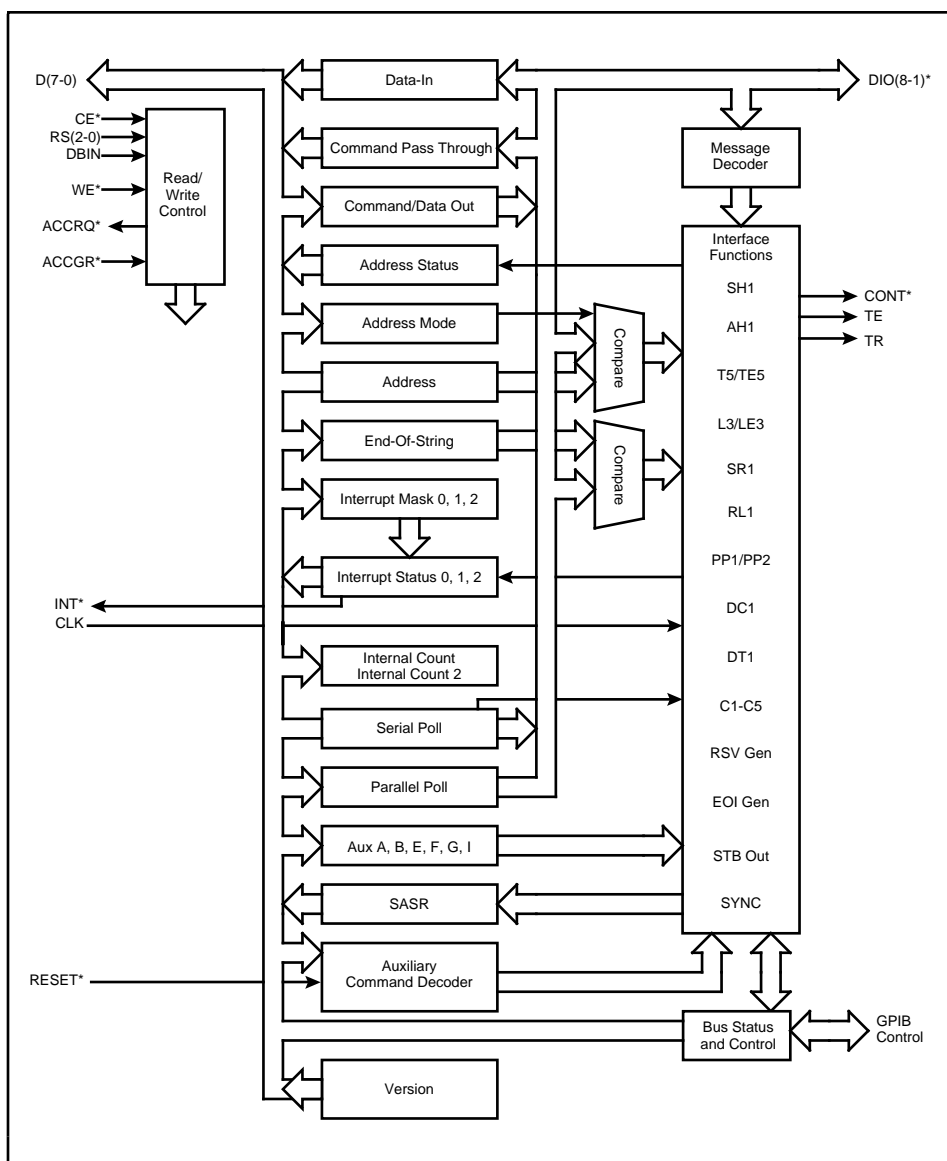 D(7-0)
Data-In
DIO(8-1)*
CE*
RS(2-0)
DBIN
WE*
ACCRQ*
ACCGR*
Read/
Write
Control
Command Pass Through
Message
Decoder
Command/Data Out
Address Status
Address Mode
Address
End-Of-String
Interrupt Mask 0, 1, 2
Interrupt Status 0, 1, 2
Compare
Compare
Interface
Functions
SH1
AH1
T5/TE5
L3/LE3
SR1
RL1
PP1/PP2
DC1
DT1
C1-C5
RSV Gen
EOI Gen
STB Out
SYNC
CONT*
TE
TR
INT*
CLK
Internal Count
Internal Count 2
Serial Poll
Parallel Poll
Aux A, B, E, F, G, I
SASR
RESET*
Auxiliary
Command Decoder
Bus Status
and Control
GPIB
Control
Version